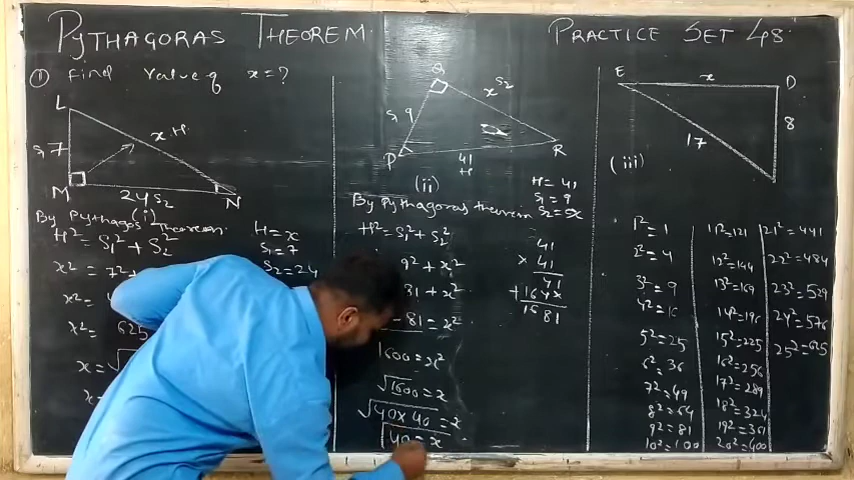 PYTHAGORAS THEOREM
PRACTICE SET 48
① Find value of x = ?
L
S₁ 7
x H
M
24 S₂
N
(i)
By Pythagos Theorem
H² = S₁² + S₂²
H = x
S₁ = 7
S₂ = 24
x² = 7² +
x² =
x² = 625
x = √
x =
Q
S₁ 9
x S₂
P
41
H
R
(ii)
By Pythagoras theorem
H = 41
S₁ = 9
S₂ = x
H² = S₁² + S₂²
9² + x²
81 + x²
- 81 = x²
1600 = x²
√1600 = x
√40 x 40 = x
40 = x
41
x 41
41
+ 164x
1681
E
x
D
8
17
(iii)
1² = 1
2² = 4
3² = 9
4² = 16
5² = 25
6² = 36
7² = 49
8² = 64
9² = 81
10² = 100
11² = 121
12² = 144
13² = 169
14² = 196
15² = 225
16² = 256
17² = 289
18² = 324
19² = 361
20² = 400
21² = 441
22² = 484
23² = 529
24² = 576
25² = 625